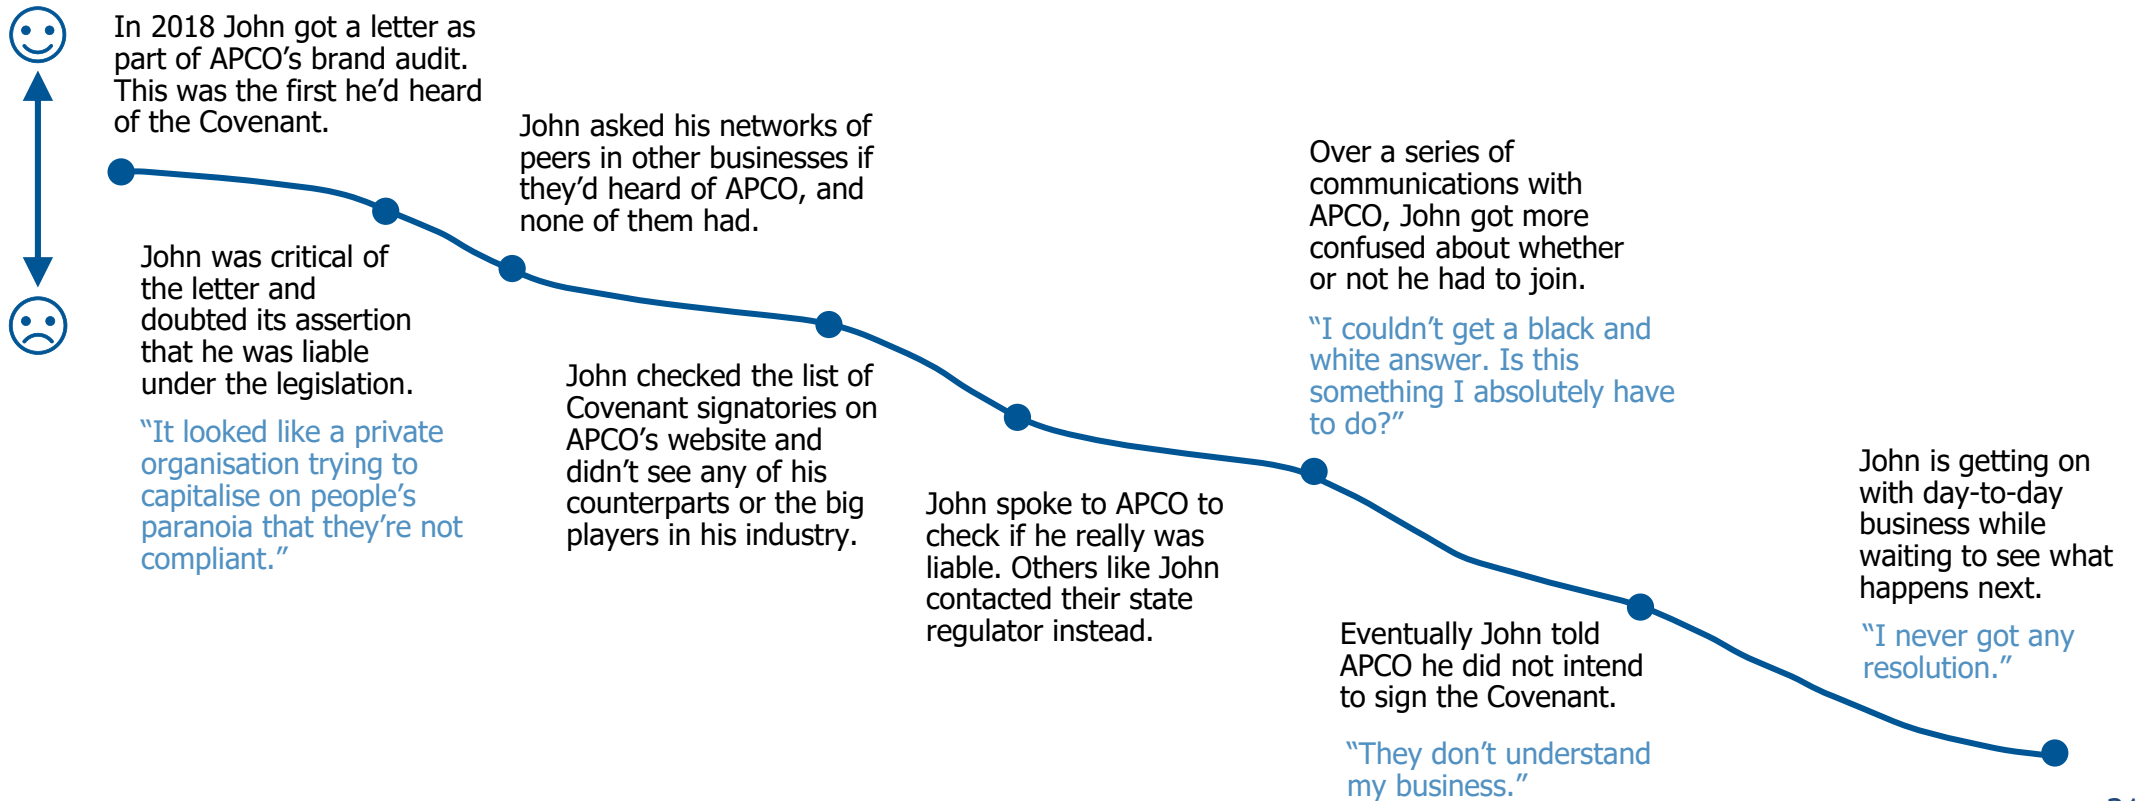 In 2018 John got a letter as
part of APCO’s brand audit.
This was the first he’d heard
of the Covenant.
John was critical of
the letter and
doubted its assertion
that he was liable
under the legislation.
“It looked like a private
organisation trying to
capitalise on people’s
paranoia that they’re not
compliant.”
John asked his networks of
peers in other businesses if
they’d heard of APCO, and
none of them had.
John checked the list of
Covenant signatories on
APCO’s website and
didn’t see any of his
counterparts or the big
players in his industry.
John spoke to APCO to
check if he really was
liable. Others like John
contacted their state
regulator instead.
Over a series of
communications with
APCO, John got more
confused about whether
or not he had to join.
“I couldn’t get a black and
white answer. Is this
something I absolutely have
to do?”
Eventually John told
APCO he did not intend
to sign the Covenant.
“They don’t understand
my business.”
John is getting on
with day-to-day
business while
waiting to see what
happens next.
“I never got any
resolution.”